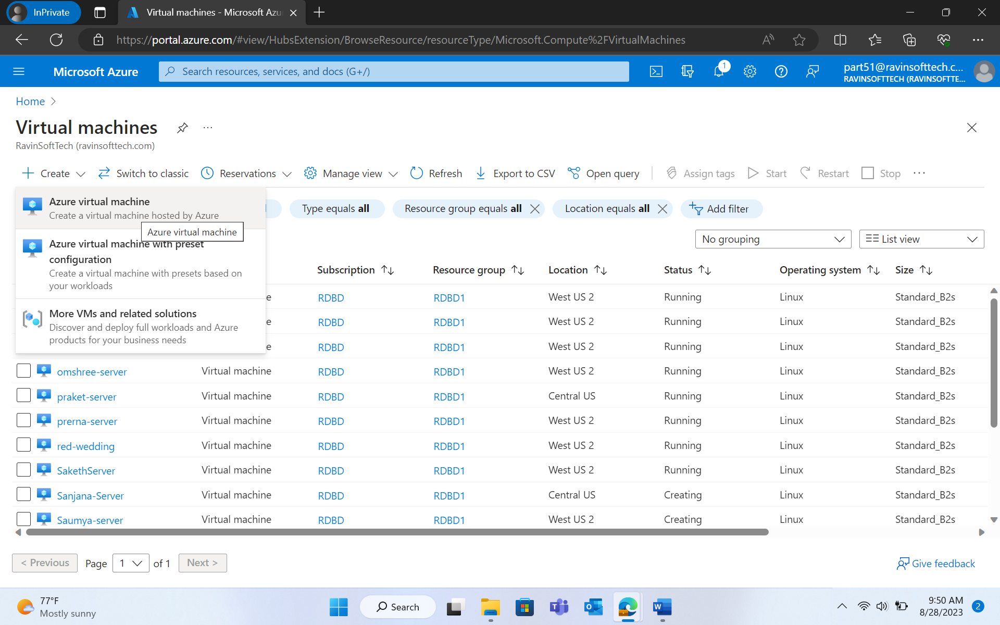 InPrivate
Virtual machines - Microsoft Azu
https://portal.azure.com/#view/HubsExtension/BrowseResource/resourceType/Microsoft.Compute%2FVirtualMachines
Microsoft Azure
Search resources, services, and docs (G+/)
1
part51@ravinsofttech.c...
RAVINSOFTTECH (RAVINSOFTTE...
Home
Virtual machines
RavinSoftTech (ravinsofttech.com)
Create
Switch to classic
Reservations
Manage view
Refresh
Export to CSV
Open query
Assign tags
Start
Restart
Stop
Azure virtual machine
Create a virtual machine hosted by Azure
Azure virtual machine
Azure virtual machine with preset
configuration
Create a virtual machine with presets based on
your workloads
More VMs and related solutions
Discover and deploy full workloads and Azure
products for your business needs
Type equals all
Resource group equals all
Location equals all
Add filter
No grouping
List view
Subscription Resource group Location Status Operating system Size
e RDBD RDBD1 West US 2 Running Linux Standard_B2s
e RDBD RDBD1 West US 2 Running Linux Standard_B2s
e RDBD RDBD1 West US 2 Running Linux Standard_B2s
omshree-server Virtual machine RDBD RDBD1 West US 2 Running Linux Standard_B2s
praket-server Virtual machine RDBD RDBD1 Central US Running Linux Standard_B2s
prerna-server Virtual machine RDBD RDBD1 West US 2 Running Linux Standard_B2s
red-wedding Virtual machine RDBD RDBD1 West US 2 Running Linux Standard_B2s
SakethServer Virtual machine RDBD RDBD1 West US 2 Running Linux Standard_B2s
Sanjana-Server Virtual machine RDBD RDBD1 Central US Creating Linux Standard_B2s
Saumya-server Virtual machine RDBD RDBD1 West US 2 Creating Linux Standard_B2s
< Previous
Page 1 of 1
Next >
Give feedback
77°F
Mostly sunny
Search
9:50 AM
8/28/2023
2